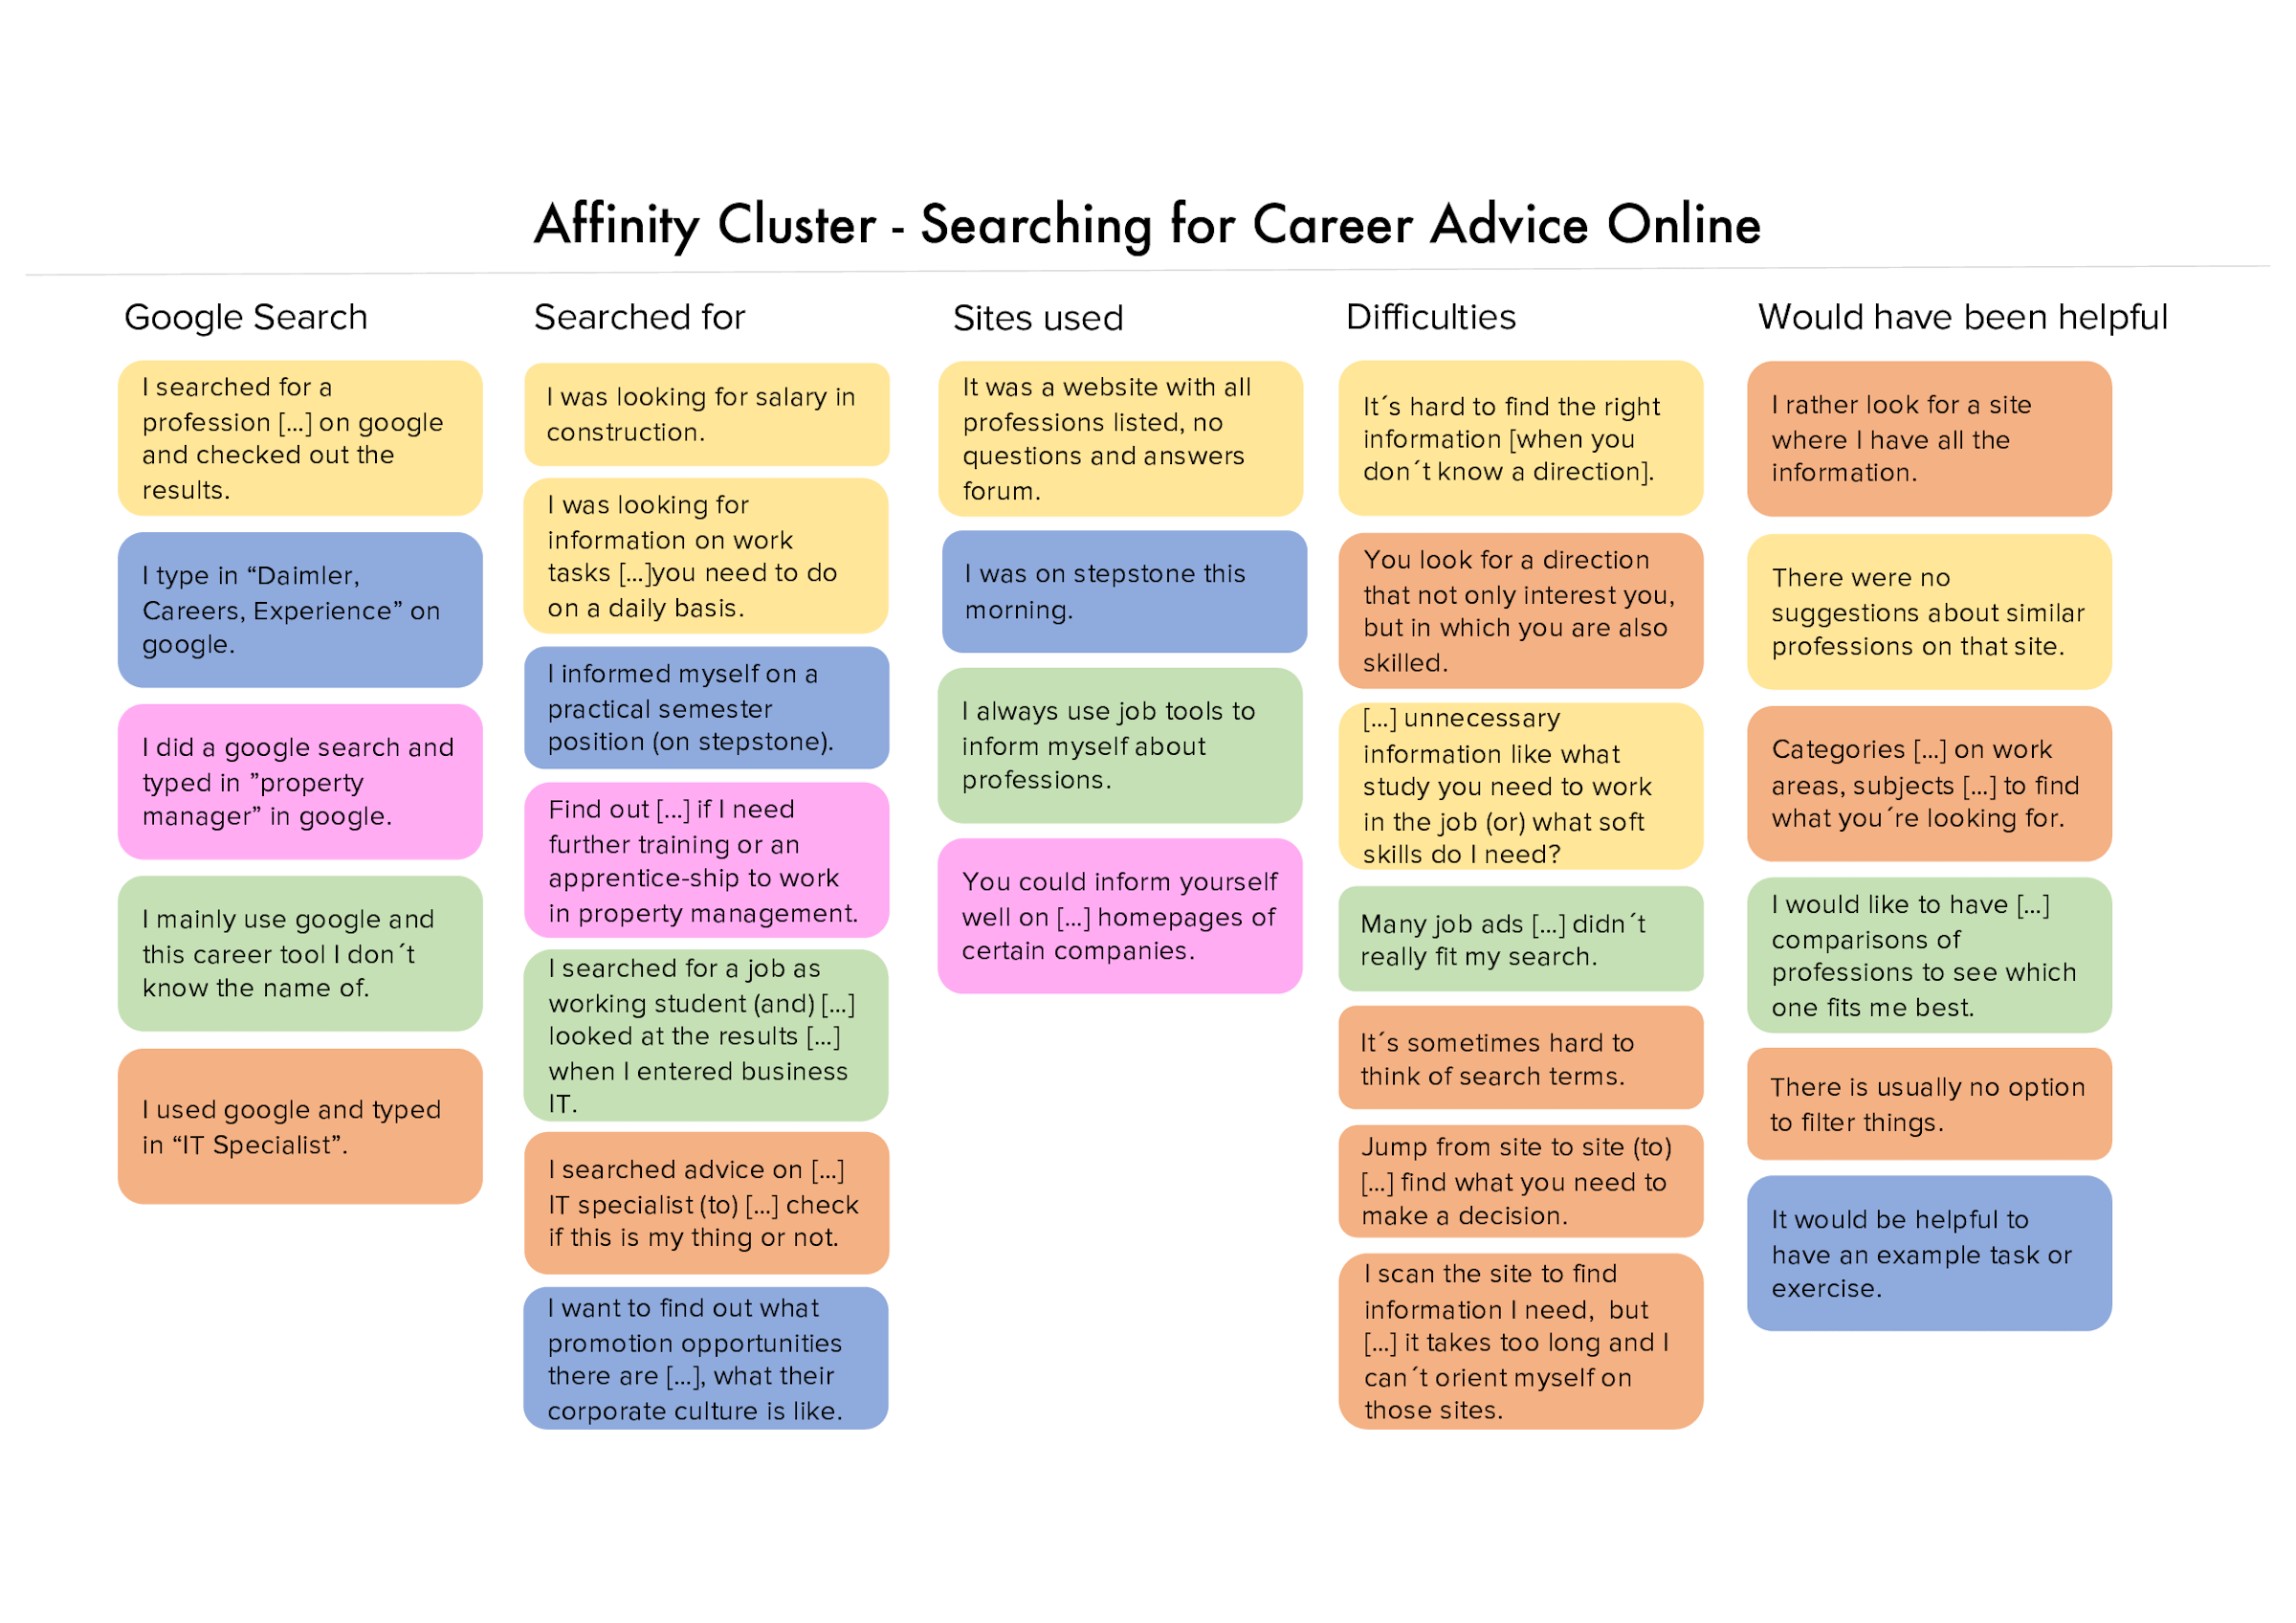 Affinity Cluster - Searching for Career Advice Online
Google Search
I searched for a
profession [...] on google
and checked out the
results.
I type in “Daimler,
Careers, Experience” on
google.
I did a google search and
typed in ”property
manager” in google.
I mainly use google and
this career tool I don´t
know the name of.
I used google and typed
in “IT Specialist”.
Searched for
I was looking for salary in
construction.
I was looking for
information on work
tasks [...]you need to do
on a daily basis.
I informed myself on a
practical semester
position (on stepstone).
Find out [...] if I need
further training or an
apprentice-ship to work
in property management.
I searched for a job as
working student (and) [...]
looked at the results [...]
when I entered business
IT.
I searched advice on [...]
IT specialist (to) [...] check
if this is my thing or not.
I want to find out what
promotion opportunities
there are [...], what their
corporate culture is like.
Sites used
It was a website with all
professions listed, no
questions and answers
forum.
I was on stepstone this
morning.
I always use job tools to
inform myself about
professions.
You could inform yourself
well on [...] homepages of
certain companies.
Difficulties
It´s hard to find the right
information [when you
don´t know a direction].
You look for a direction
that not only interest you,
but in which you are also
skilled.
[...] unnecessary
information like what
study you need to work
in the job (or) what soft
skills do I need?
Many job ads [...] didn´t
really fit my search.
It´s sometimes hard to
think of search terms.
Jump from site to site (to)
[...] find what you need to
make a decision.
I scan the site to find
information I need,  but
[...] it takes too long and I
can´t orient myself on
those sites.
Would have been helpful
I rather look for a site
where I have all the
information.
There were no
suggestions about similar
professions on that site.
Categories [...] on work
areas, subjects [...] to find
what you´re looking for.
I would like to have [...]
comparisons of
professions to see which
one fits me best.
There is usually no option
to filter things.
It would be helpful to
have an example task or
exercise.